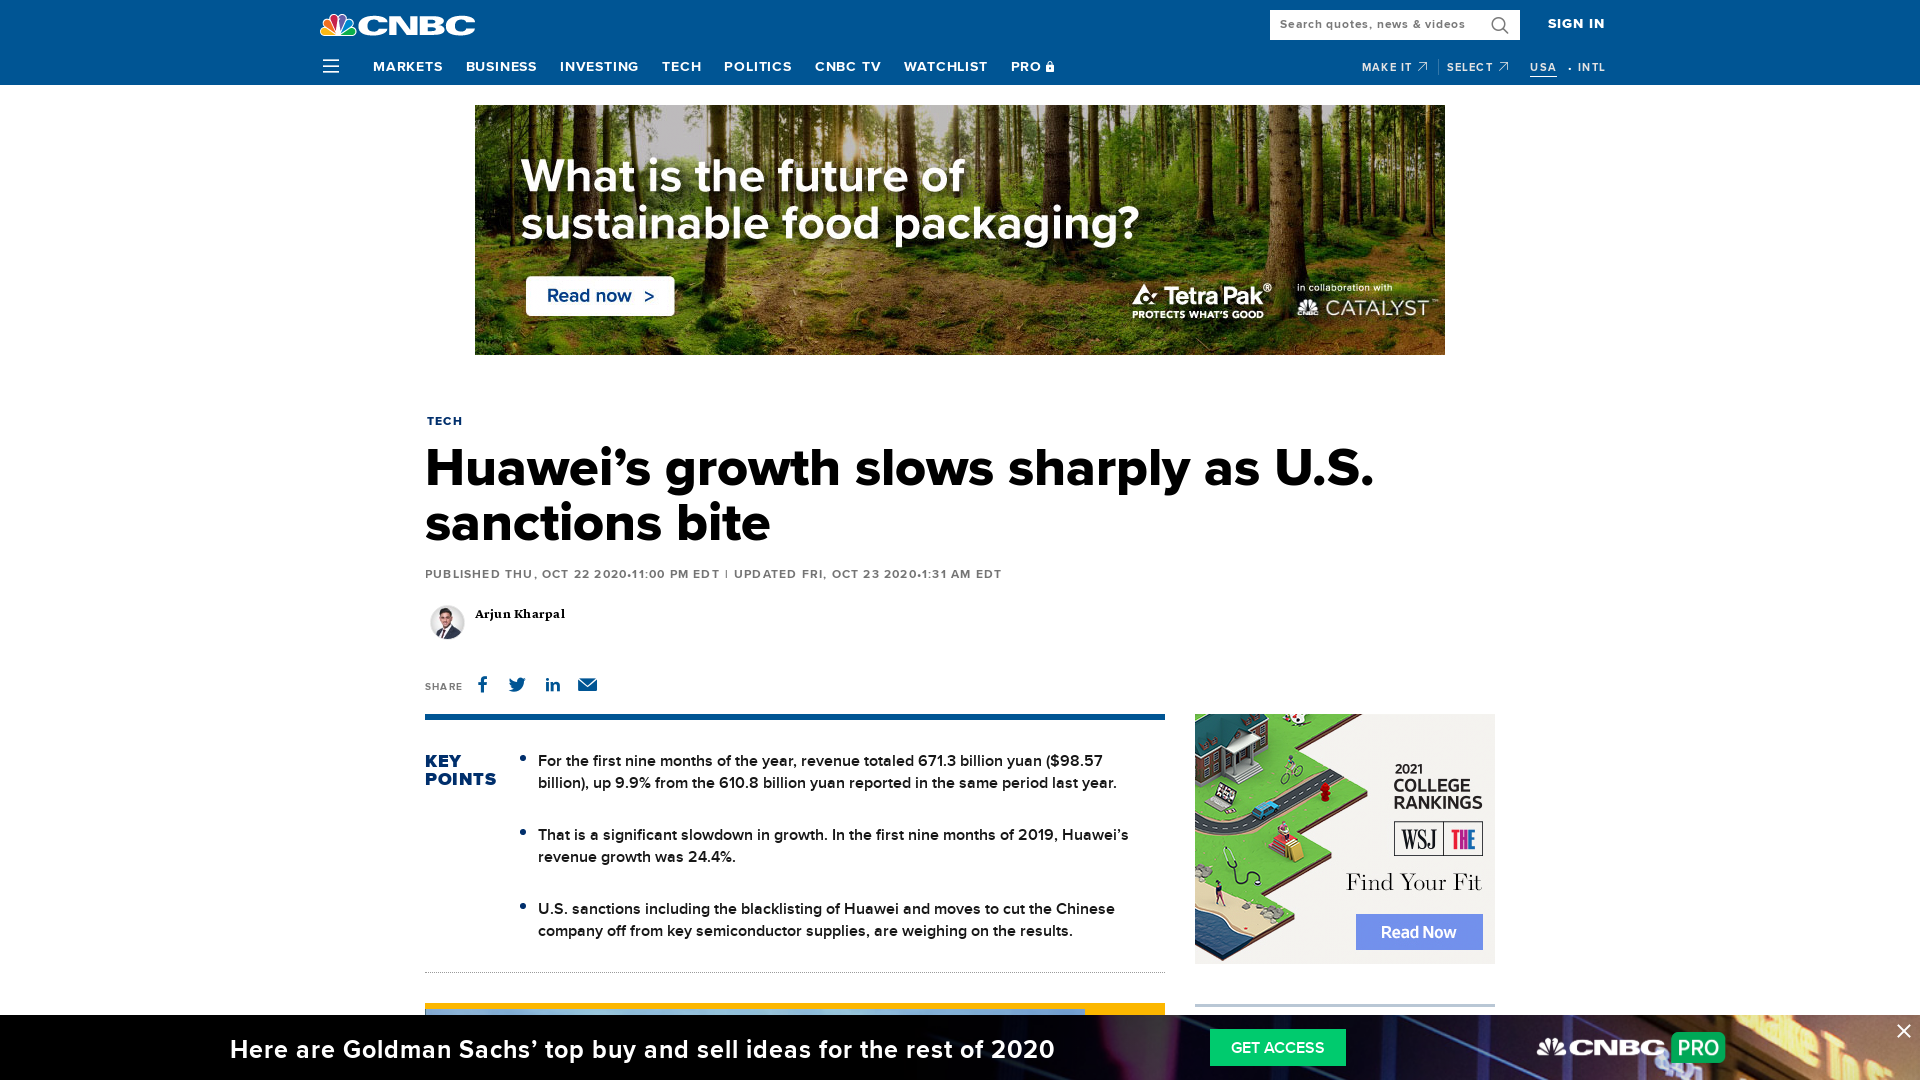 CNBC
Search quotes, news & videos
SIGN IN
MARKETS BUSINESS INVESTING TECH POLITICS CNBC TV WATCHLIST PRO
MAKE IT SELECT USA • INTL
What is the future of
sustainable food packaging?
Read now >
Tetra Pak®
PROTECTS WHAT'S GOOD
in collaboration with
CNBC CATALYST™
TECH
Huawei’s growth slows sharply as U.S.
sanctions bite
PUBLISHED THU, OCT 22 2020•11:00 PM EDT | UPDATED FRI, OCT 23 2020•1:31 AM EDT
Arjun Kharpal
SHARE
KEY
POINTS
For the first nine months of the year, revenue totaled 671.3 billion yuan ($98.57
billion), up 9.9% from the 610.8 billion yuan reported in the same period last year.
That is a significant slowdown in growth. In the first nine months of 2019, Huawei’s
revenue growth was 24.4%.
U.S. sanctions including the blacklisting of Huawei and moves to cut the Chinese
company off from key semiconductor supplies, are weighing on the results.
2021
COLLEGE
RANKINGS
WSJ THE
Find Your Fit
Read Now
Here are Goldman Sachs’ top buy and sell ideas for the rest of 2020
GET ACCESS
CNBC PRO